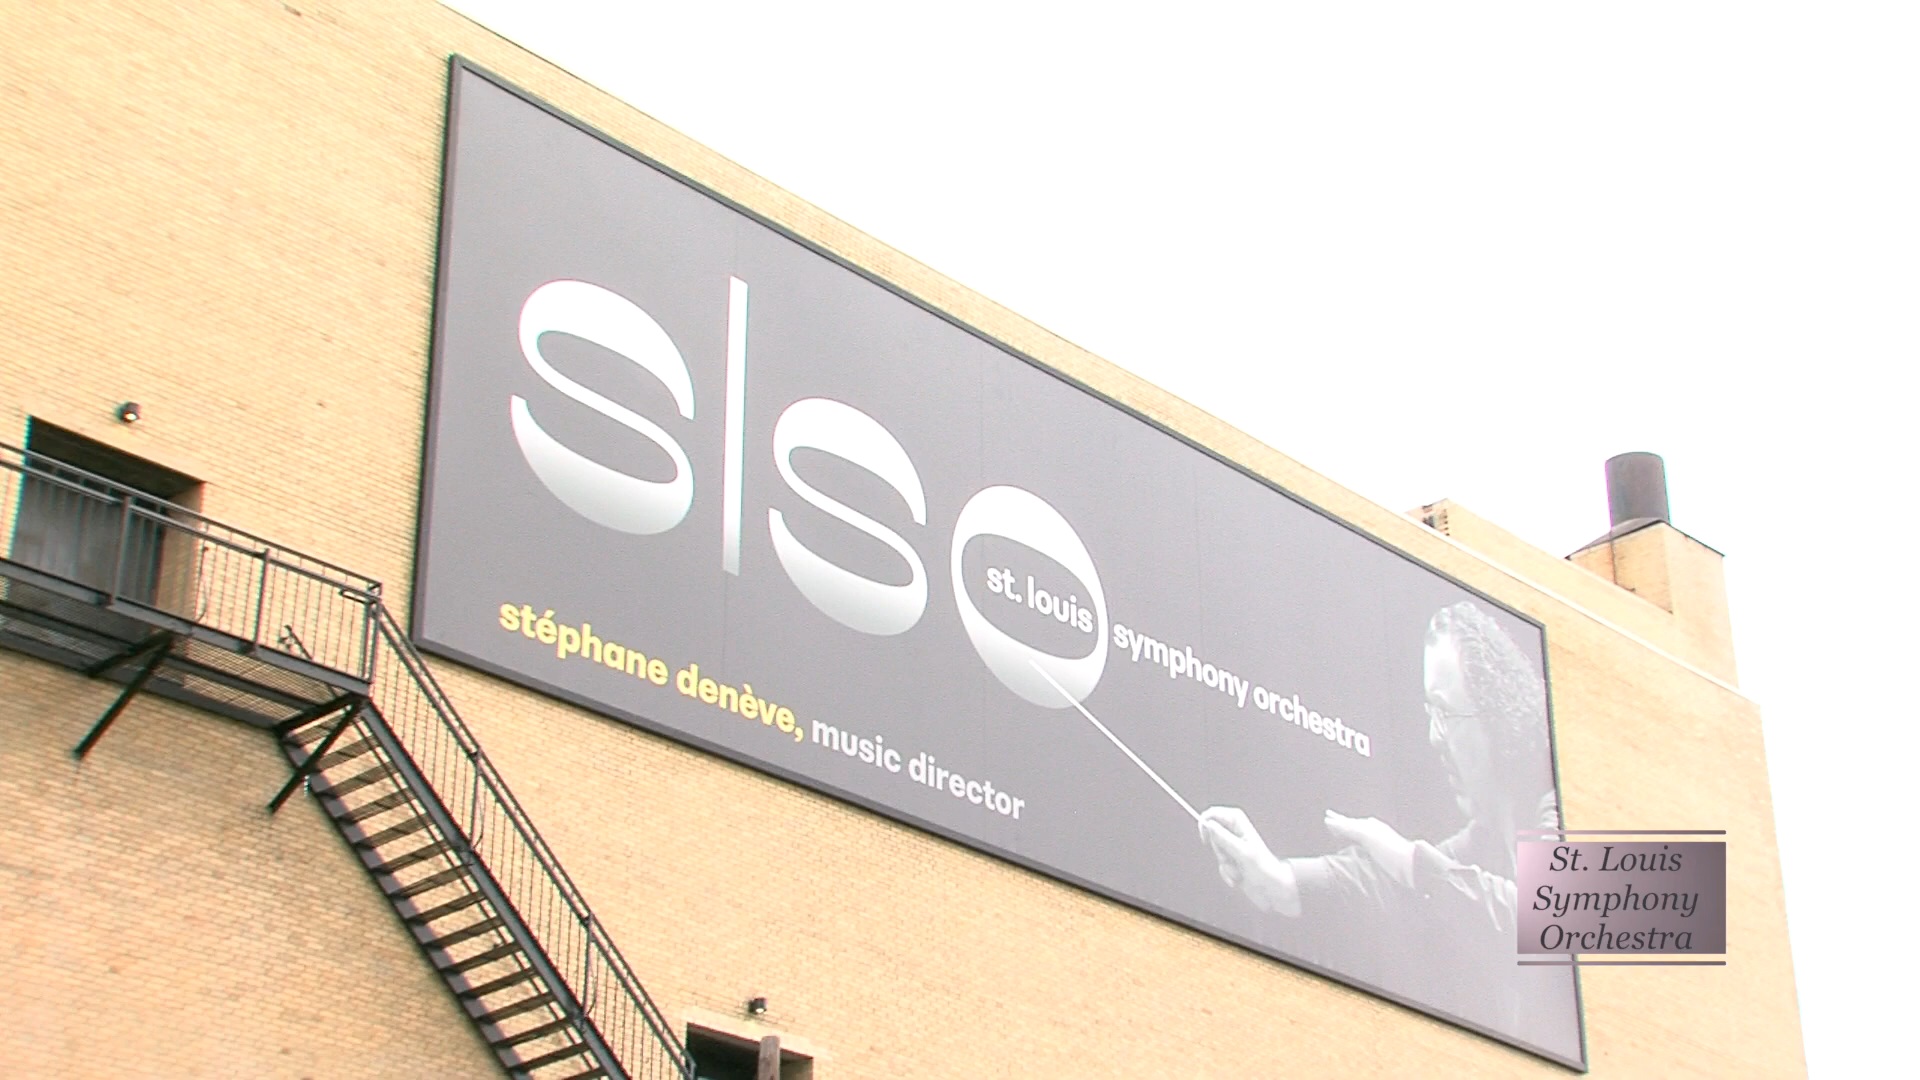 slso
st. louis symphony orchestra
stéphane denève, music director
St. Louis
Symphony
Orchestra